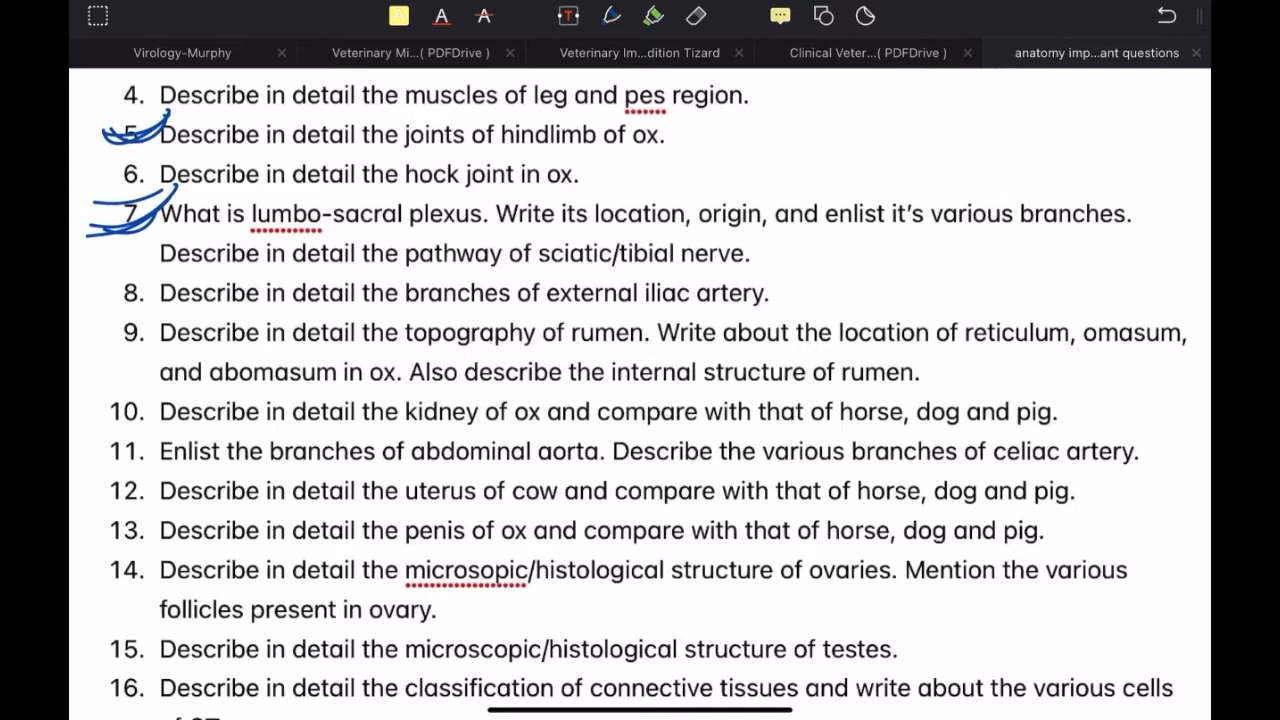 A A A T
Virology-Murphy × Veterinary Mi...( PDFDrive ) × Veterinary Im...dition Tizard × Clinical Veter...( PDFDrive ) × anatomy imp...ant questions ×
4. Describe in detail the muscles of leg and pes region.
5. Describe in detail the joints of hindlimb of ox.
6. Describe in detail the hock joint in ox.
7. What is lumbo-sacral plexus. Write its location, origin, and enlist it’s various branches.
Describe in detail the pathway of sciatic/tibial nerve.
8. Describe in detail the branches of external iliac artery.
9. Describe in detail the topography of rumen. Write about the location of reticulum, omasum,
and abomasum in ox. Also describe the internal structure of rumen.
10. Describe in detail the kidney of ox and compare with that of horse, dog and pig.
11. Enlist the branches of abdominal aorta. Describe the various branches of celiac artery.
12. Describe in detail the uterus of cow and compare with that of horse, dog and pig.
13. Describe in detail the penis of ox and compare with that of horse, dog and pig.
14. Describe in detail the microsopic/histological structure of ovaries. Mention the various
follicles present in ovary.
15. Describe in detail the microscopic/histological structure of testes.
16. Describe in detail the classification of connective tissues and write about the various cells